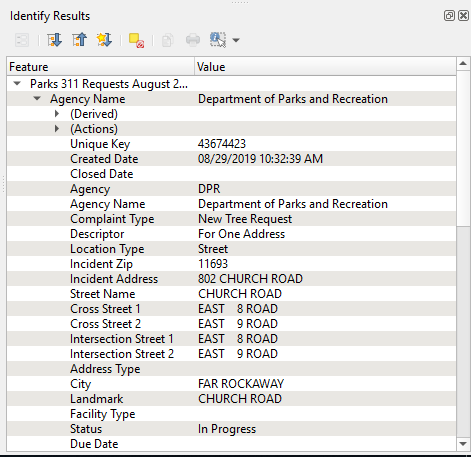 Identify Results
Feature Value
Parks 311 Requests August 2...
Agency Name Department of Parks and Recreation
(Derived)
(Actions)
Unique Key 43674423
Created Date 08/29/2019 10:32:39 AM
Closed Date
Agency DPR
Agency Name Department of Parks and Recreation
Complaint Type New Tree Request
Descriptor For One Address
Location Type Street
Incident Zip 11693
Incident Address 802 CHURCH ROAD
Street Name CHURCH ROAD
Cross Street 1 EAST    8 ROAD
Cross Street 2 EAST    9 ROAD
Intersection Street 1 EAST    8 ROAD
Intersection Street 2 EAST    9 ROAD
Address Type
City FAR ROCKAWAY
Landmark CHURCH ROAD
Facility Type
Status In Progress
Due Date